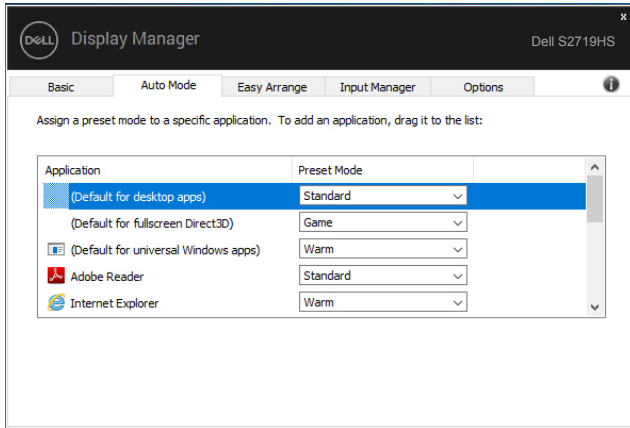 x
DELL Display Manager
Dell S2719HS
Basic Auto Mode Easy Arrange Input Manager Options i
Assign a preset mode to a specific application. To add an application, drag it to the list:
Application Preset Mode
(Default for desktop apps) Standard
(Default for fullscreen Direct3D) Game
(Default for universal Windows apps) Warm
Adobe Reader Standard
Internet Explorer Warm